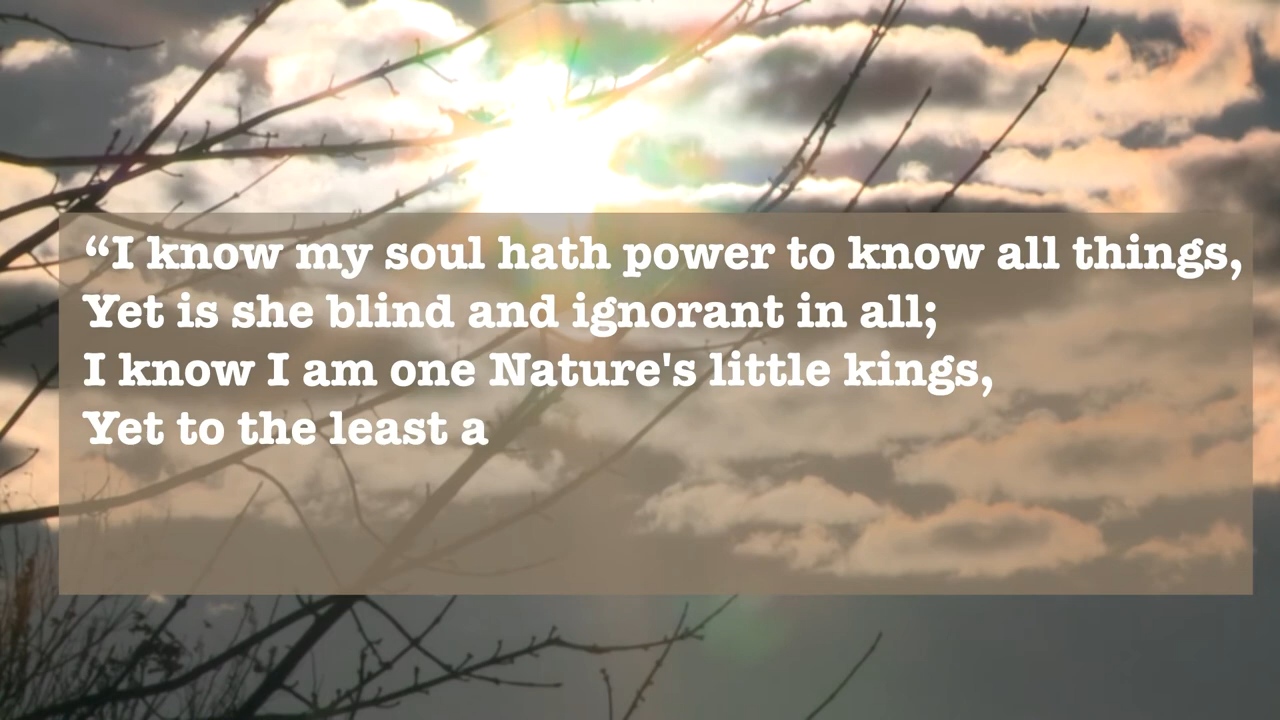 “I know my soul hath power to know all things,
Yet is she blind and ignorant in all;
I know I am one Nature's little kings,
Yet to the least a